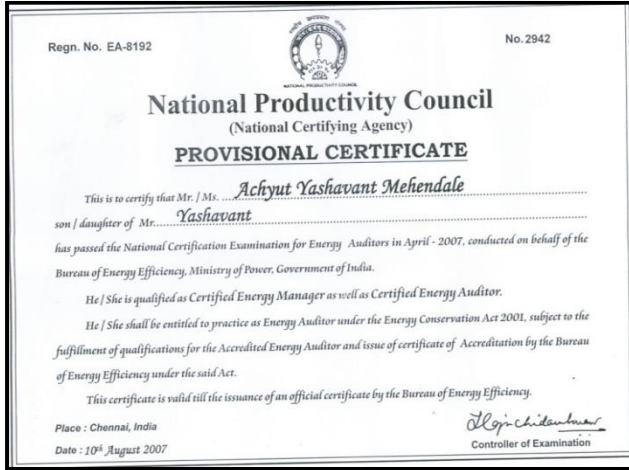 Regn. No. EA-8192
No. 2942
NATIONAL PRODUCTIVITY COUNCIL
National Productivity Council
(National Certifying Agency)
PROVISIONAL CERTIFICATE
This is to certify that Mr. / Ms. Achyut Yashavant Mehendale
son / daughter of Mr. Yashavant
has passed the National Certification Examination for Energy Auditors in April - 2007, conducted on behalf of the
Bureau of Energy Efficiency, Ministry of Power, Government of India.
He / She is qualified as Certified Energy Manager as well as Certified Energy Auditor.
He / She shall be entitled to practice as Energy Auditor under the Energy Conservation Act 2001, subject to the
fulfillment of qualifications for the Accredited Energy Auditor and issue of certificate of Accreditation by the Bureau
of Energy Efficiency under the said Act.
This certificate is valid till the issuance of an official certificate by the Bureau of Energy Efficiency.
Place : Chennai, India
Date : 10th August 2007
Controller of Examination